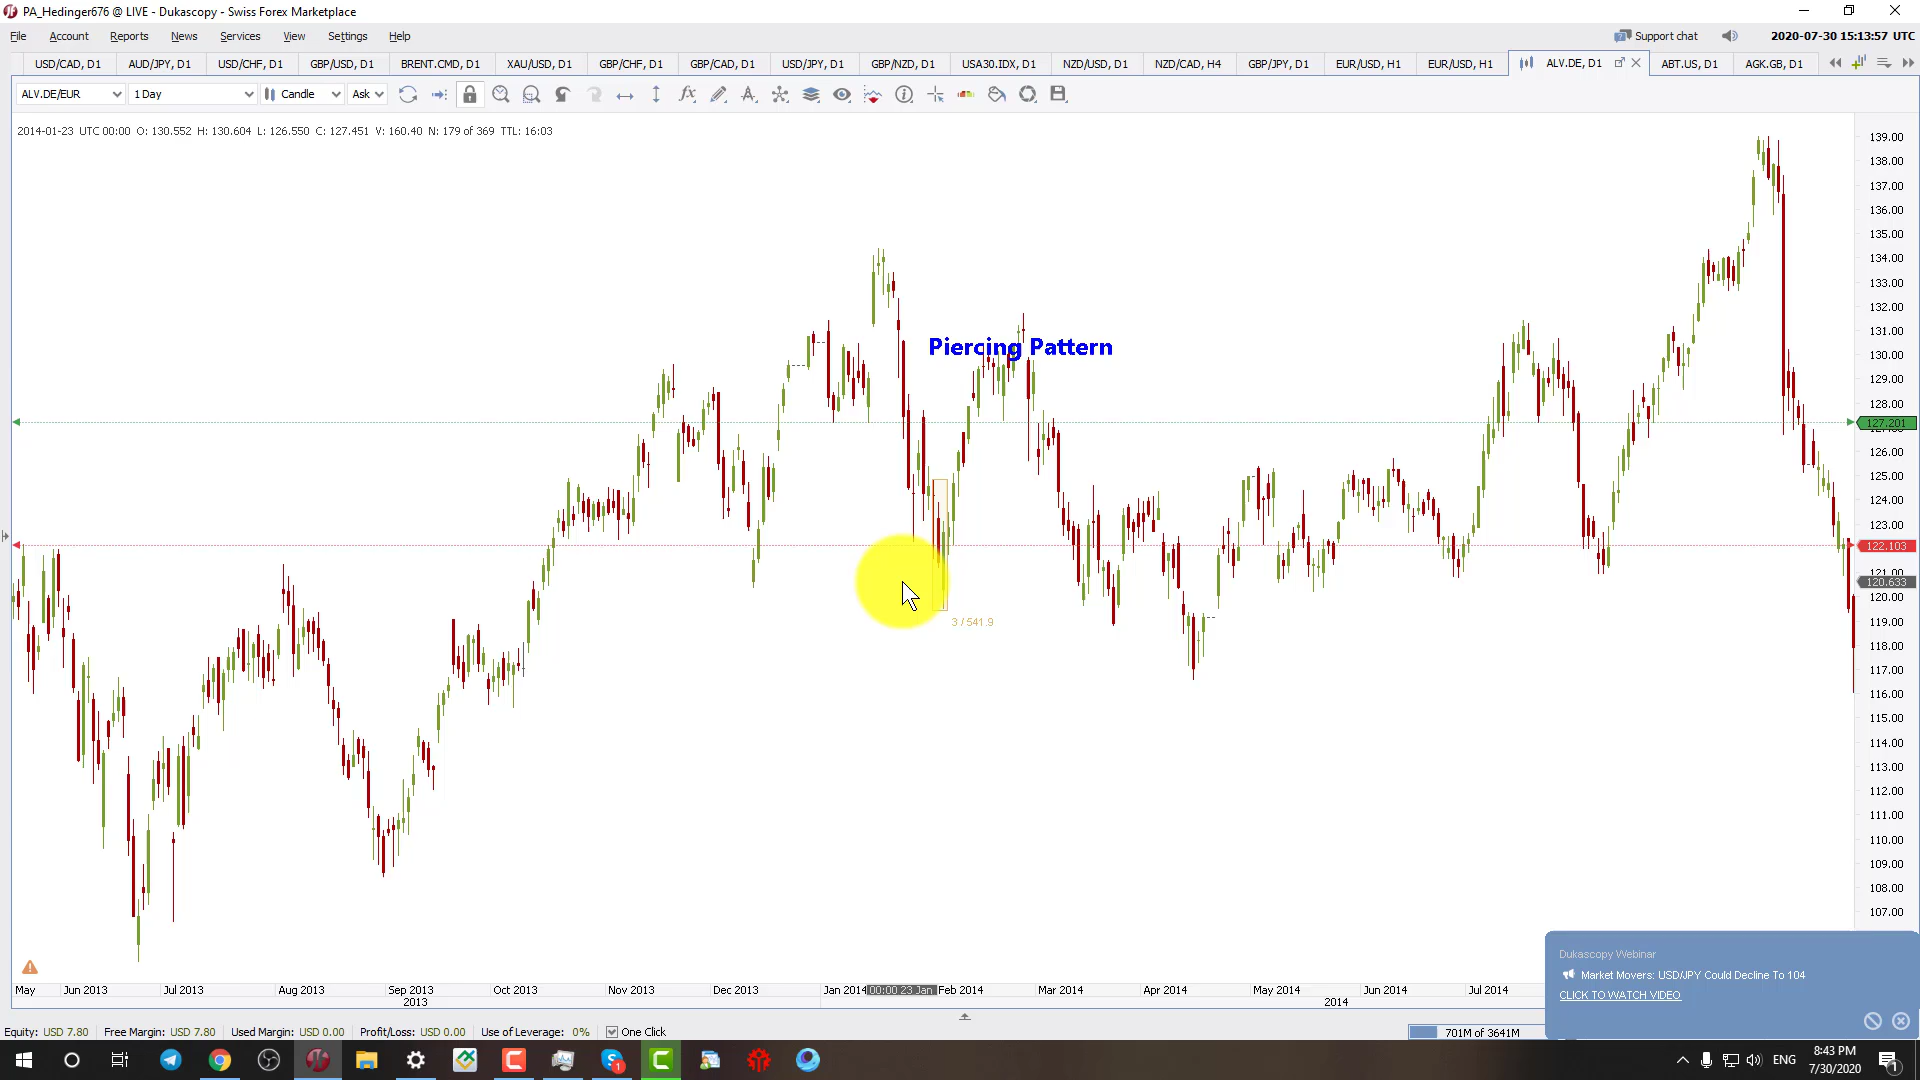 PA_Hedinger676 @ LIVE - Dukascopy - Swiss Forex Marketplace
File Account Reports News Services View Settings Help Support chat 2020-07-30 15:13:57 UTC
USD/CAD, D1 AUD/JPY, D1 USD/CHF, D1 GBP/USD, D1 BRENT.CMD, D1 XAU/USD, D1 GBP/CHF, D1 GBP/CAD, D1 USD/JPY, D1 GBP/NZD, D1 USA30.IDX, D1 NZD/USD, D1 NZD/CAD, H4 GBP/JPY, D1 EUR/USD, H1 EUR/USD, H1 ALV.DE, D1 ABT.US, D1 AGK.GB, D1
ALV.DE/EUR 1 Day Candle Ask
2014-01-23 UTC 00:00 O: 130.552 H: 130.604 L: 126.550 C: 127.451 V: 160.40 N: 179 of 369 TTL: 16:03
139.00
138.00
137.00
136.00
135.00
134.00
133.00
132.00
131.00
Piercing Pattern
130.00
129.00
128.00
127.201
126.00
125.00
124.00
123.00
122.103
121.00
120.633
120.00
3 / 541.9
119.00
118.00
117.00
116.00
115.00
114.00
113.00
112.00
111.00
110.00
109.00
108.00
107.00
Dukascopy Webinar
Market Movers: USD/JPY Could Decline To 104
CLICK TO WATCH VIDEO
May Jun 2013 Jul 2013 Aug 2013 Sep 2013 Oct 2013 Nov 2013 Dec 2013 Jan 2014 00:00 23 Jan Feb 2014 Mar 2014 Apr 2014 May 2014 Jun 2014 Jul 2014
2013 2014
Equity: USD 7.80 Free Margin: USD 7.80 Used Margin: USD 0.00 Profit/Loss: USD 0.00 Use of Leverage: 0% One Click 701M of 3641M
ENG 8:43 PM
7/30/2020